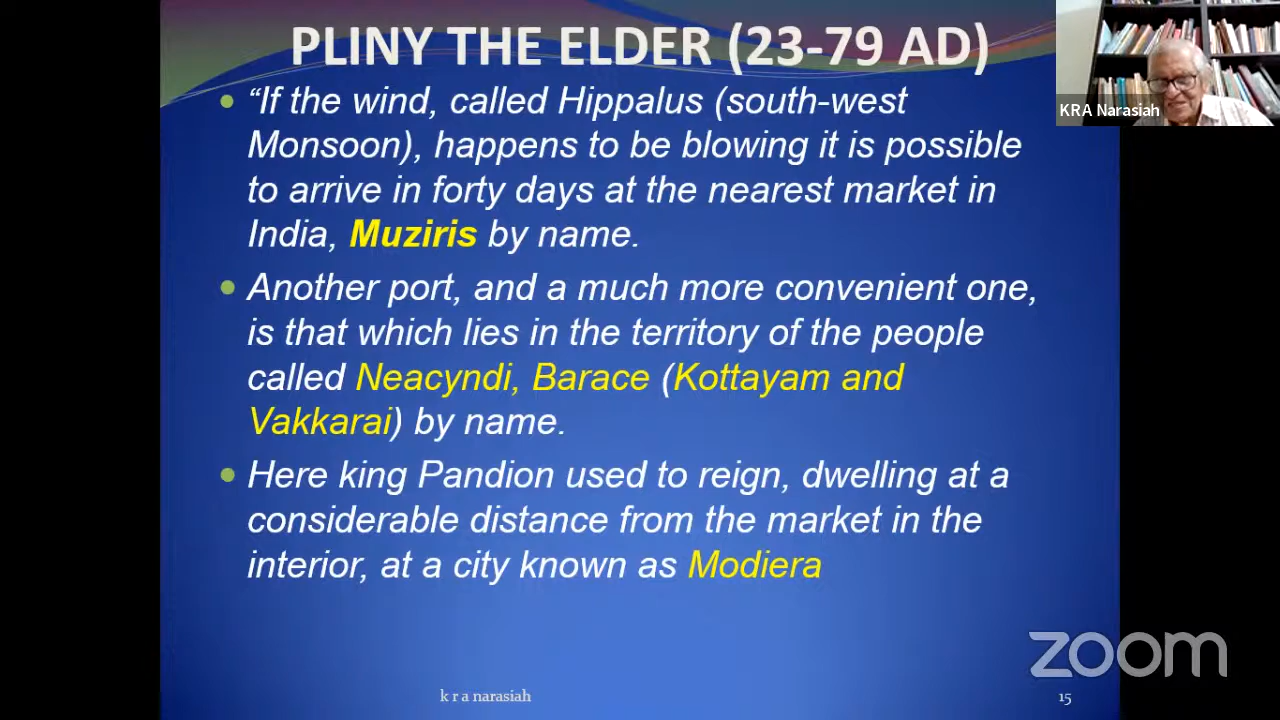 PLINY THE ELDER (23-79 AD)
“If the wind, called Hippalus (south-west
Monsoon), happens to be blowing it is possible
to arrive in forty days at the nearest market in
India, Muziris by name.
Another port, and a much more convenient one,
is that which lies in the territory of the people
called Neacyndi, Barace (Kottayam and
Vakkarai) by name.
Here king Pandion used to reign, dwelling at a
considerable distance from the market in the
interior, at a city known as Modiera
KRA Narasiah
zoom
k r a narasiah
15